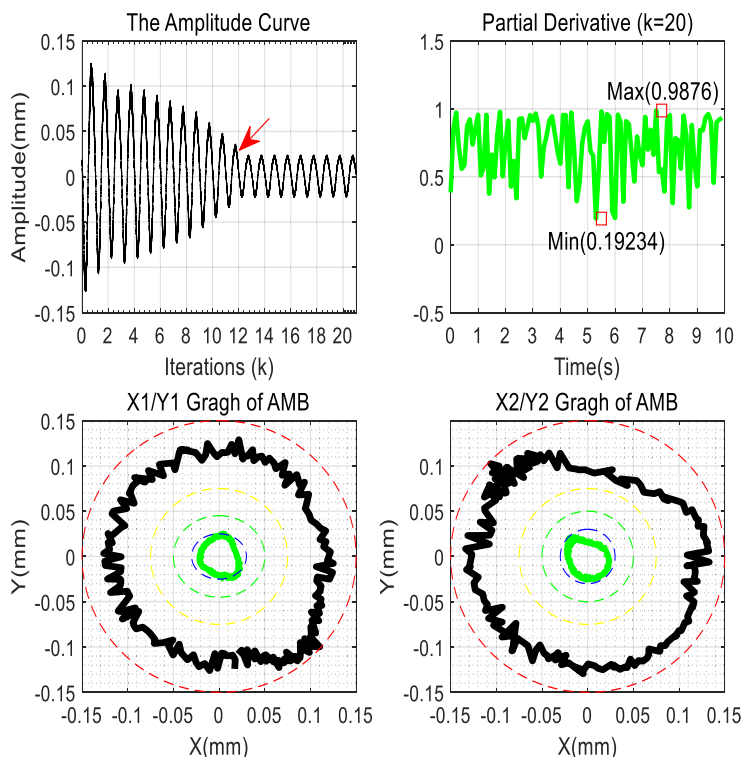 The Amplitude Curve
Amplitude(mm)
0.15
0.1
0.05
0
-0.05
-0.1
-0.15
0 2 4 6 8 10 12 14 16 18 20
Iterations (k)
Partial Derivative (k=20)
1.5
1
0.5
0
-0.5
Max(0.9876)
Min(0.19234)
0 1 2 3 4 5 6 7 8 9 10
Time(s)
X1/Y1 Gragh of AMB
Y(mm)
0.15
0.1
0.05
0
-0.05
-0.1
-0.15
-0.15 -0.1 -0.05 0 0.05 0.1 0.15
X(mm)
X2/Y2 Gragh of AMB
Y(mm)
0.15
0.1
0.05
0
-0.05
-0.1
-0.15
-0.15 -0.1 -0.05 0 0.05 0.1 0.15
X(mm)